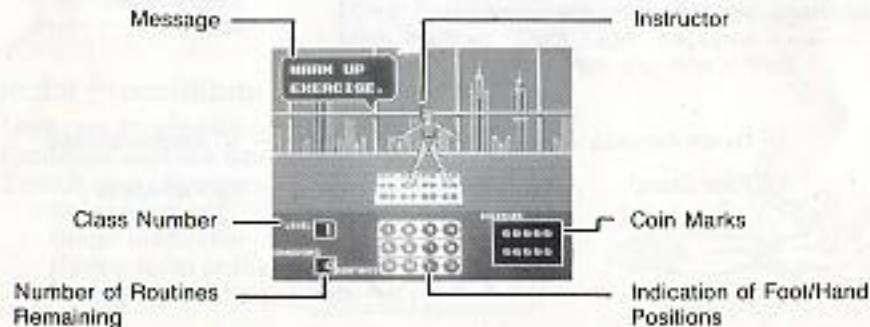 Message
Instructor
WARM UP
EXERCISE.
Class Number
Coin Marks
Number of Routines
Remaining
Indication of Foot/Hand
Positions